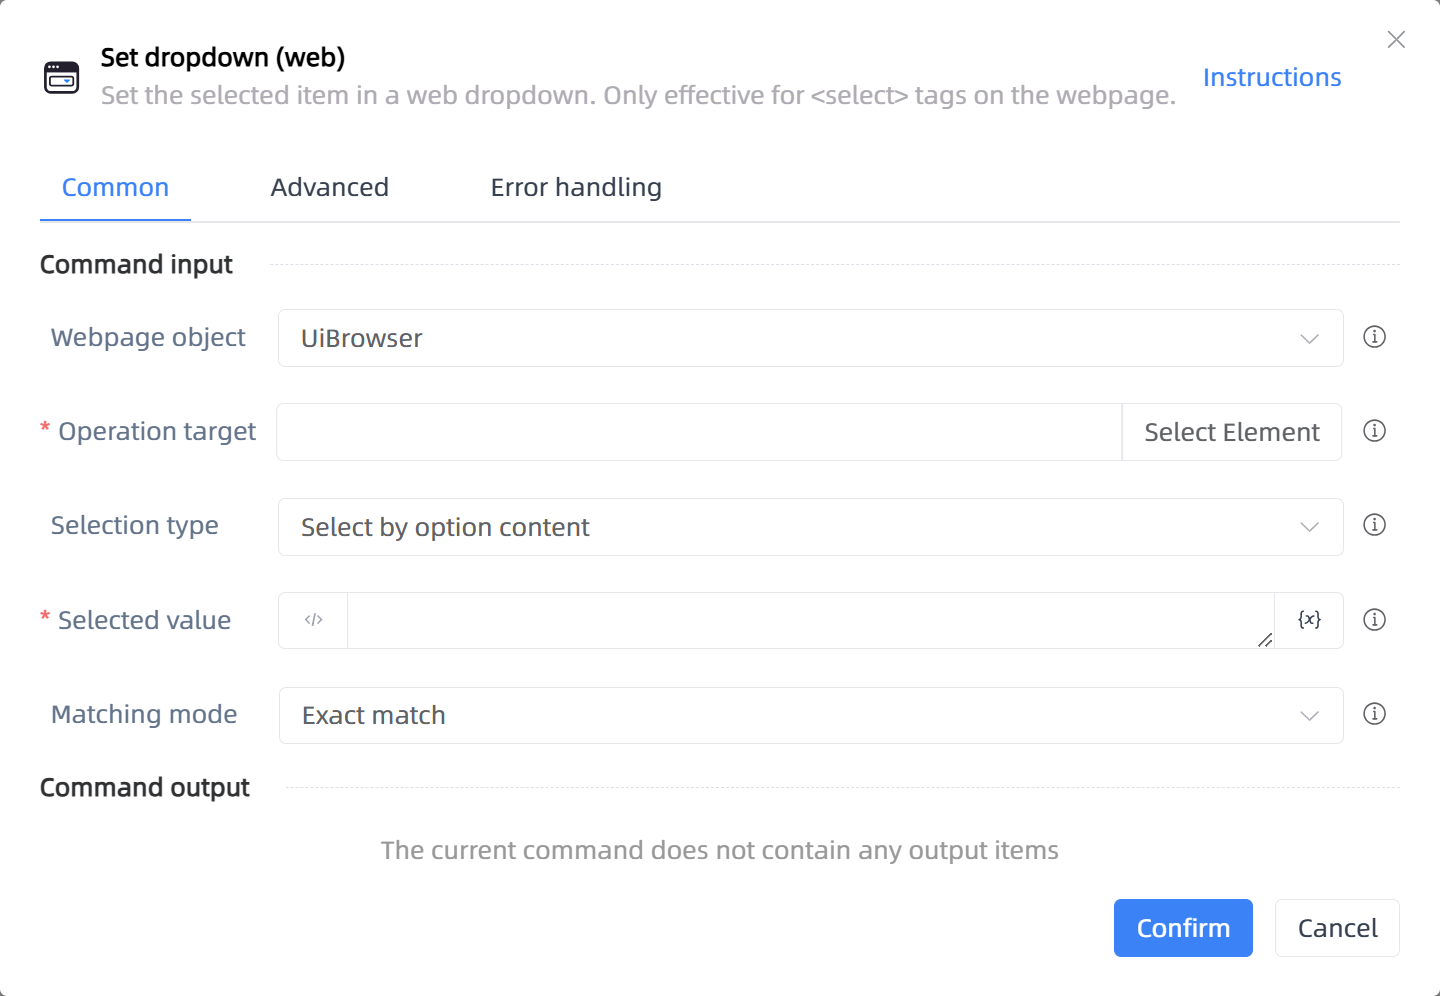 Set dropdown (web)
Set the selected item in a web dropdown. Only effective for <select> tags on the webpage.
Instructions
Common
Advanced
Error handling
Command input
Webpage object
UiBrowser
* Operation target
Select Element
Selection type
Select by option content
* Selected value
</>
{x}
Matching mode
Exact match
Command output
The current command does not contain any output items
Confirm
Cancel